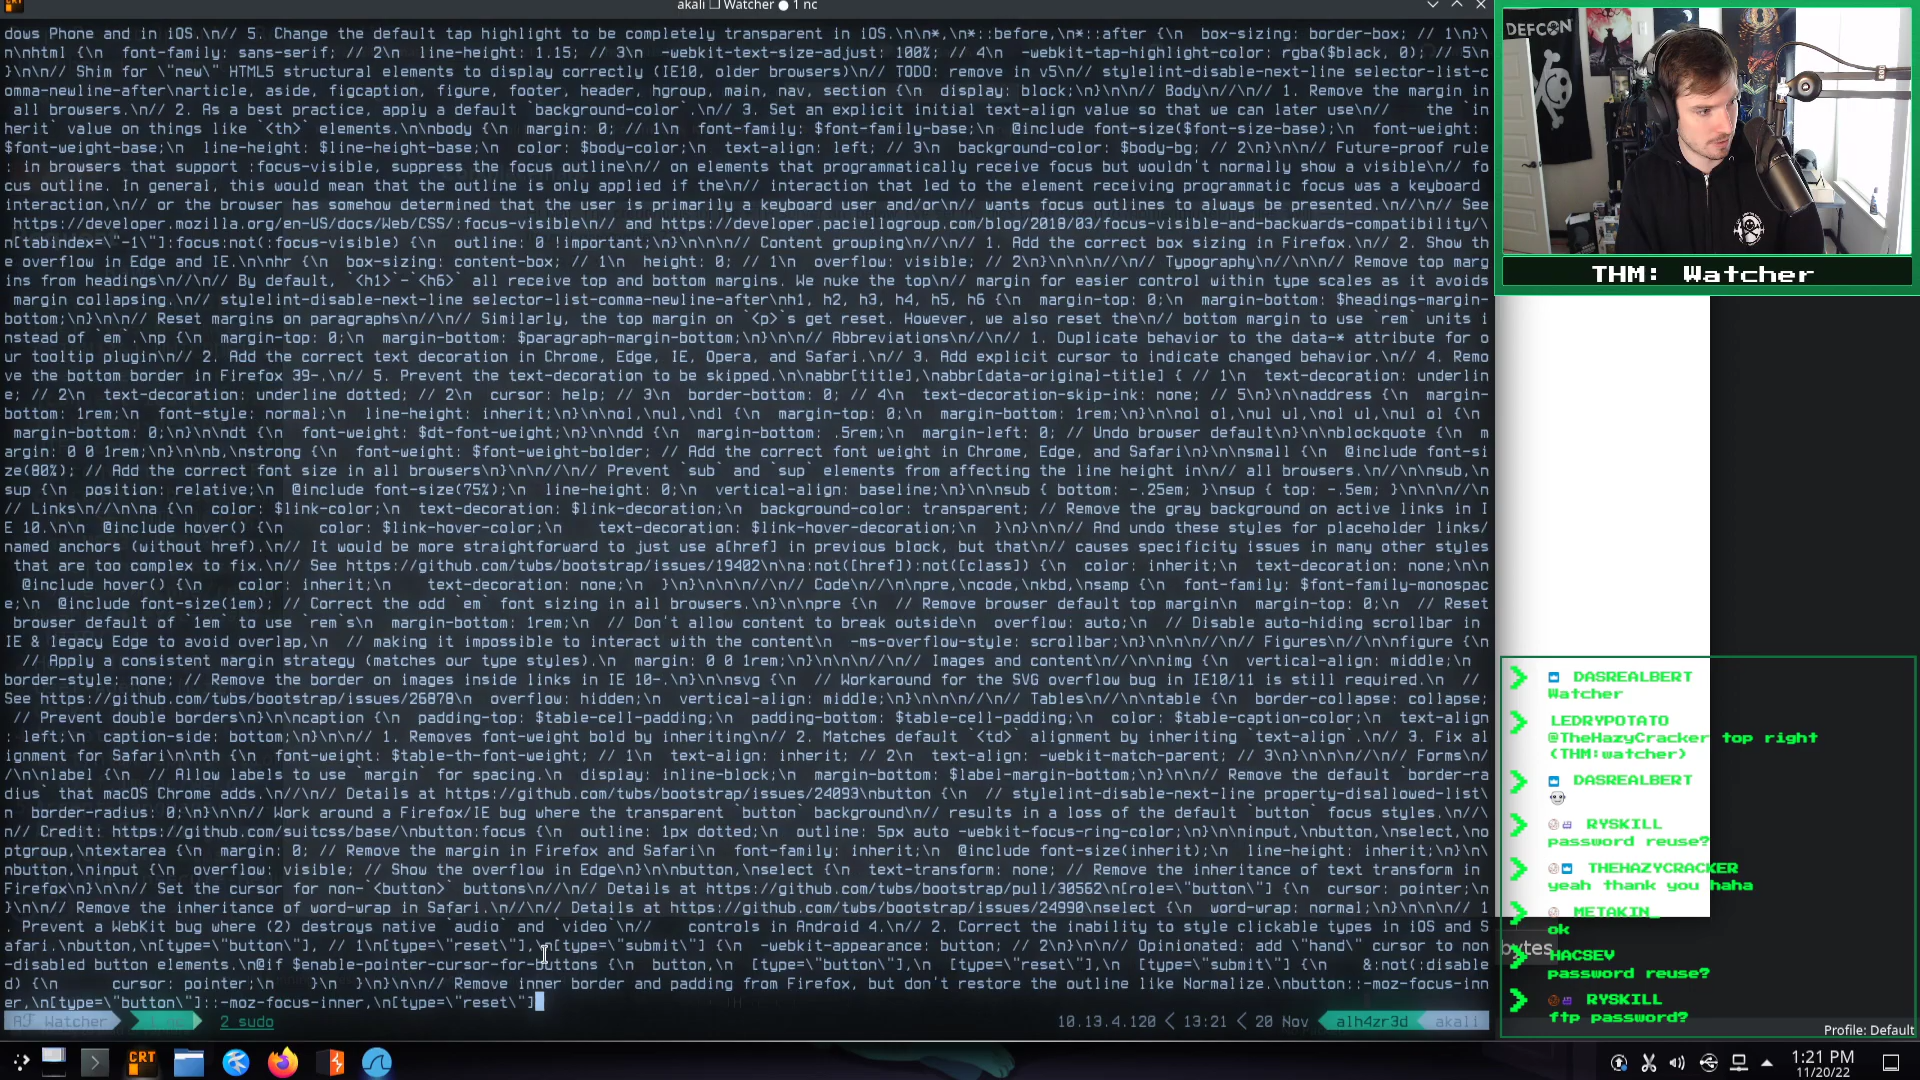 akali ❐ Watcher ● 1 nc
dows Phone and in iOS.\n// 5. Change the default tap highlight to be completely transparent in iOS.\n\n*,\n*::before,\n*::after {\n  box-sizing: border-box; // 1\n}\n
\n\nhtml {\n  font-family: sans-serif; // 2\n  line-height: 1.15; // 3\n  -webkit-text-size-adjust: 100%; // 4\n  -webkit-tap-highlight-color: rgba($black, 0); // 5\n
}\n\n// Shim for \"new\" HTML5 structural elements to display correctly (IE10, older browsers)\n// TODO: remove in v5\n// stylelint-disable-next-line selector-list-c
omma-newline-after\narticle, aside, figcaption, figure, footer, header, hgroup, main, nav, section {\n  display: block;\n}\n\n// Body\n//\n// 1. Remove the margin in
 all browsers.\n// 2. As a best practice, apply a default `background-color`.\n// 3. Set an explicit initial text-align value so that we can later use\n//    the `in
herit` value on things like `<th>` elements.\n\nbody {\n  margin: 0; // 1\n  font-family: $font-family-base;\n  @include font-size($font-size-base);\n  font-weight:
$font-weight-base;\n  line-height: $line-height-base;\n  color: $body-color;\n  text-align: left; // 3\n  background-color: $body-bg; // 2\n}\n\n// Future-proof rule
: in browsers that support :focus-visible, suppress the focus outline\n// on elements that programmatically receive focus but wouldn't normally show a visible\n// fo
cus outline. In general, this would mean that the outline is only applied if the\n// interaction that led to the element receiving programmatic focus was a keyboard
interaction,\n// or the browser has somehow determined that the user is primarily a keyboard user and/or\n// wants focus outlines to always be presented.\n//\n// See
 https://developer.mozilla.org/en-US/docs/Web/CSS/:focus-visible\n// and https://developer.paciellogroup.com/blog/2018/03/focus-visible-and-backwards-compatibility/\
n[tabindex=\"-1\"]:focus:not(:focus-visible) {\n  outline: 0 !important;\n}\n\n\n// Content grouping\n//\n// 1. Add the correct box sizing in Firefox.\n// 2. Show th
e overflow in Edge and IE.\n\nhr {\n  box-sizing: content-box; // 1\n  height: 0; // 1\n  overflow: visible; // 2\n}\n\n\n//\n// Typography\n//\n\n// Remove top marg
ins from headings\n//\n// By default, `<h1>`-`<h6>` all receive top and bottom margins. We nuke the top\n// margin for easier control within type scales as it avoids
 margin collapsing.\n// stylelint-disable-next-line selector-list-comma-newline-after\nh1, h2, h3, h4, h5, h6 {\n  margin-top: 0;\n  margin-bottom: $headings-margin-
bottom;\n}\n\n// Reset margins on paragraphs\n//\n// Similarly, the top margin on `<p>`s get reset. However, we also reset the\n// bottom margin to use `rem` units i
nstead of `em`.\np {\n  margin-top: 0;\n  margin-bottom: $paragraph-margin-bottom;\n}\n\n// Abbreviations\n//\n// 1. Duplicate behavior to the data-* attribute for o
ur tooltip plugin\n// 2. Add the correct text decoration in Chrome, Edge, IE, Opera, and Safari.\n// 3. Add explicit cursor to indicate changed behavior.\n// 4. Remo
ve the bottom border in Firefox 39-.\n// 5. Prevent the text-decoration to be skipped.\n\nabbr[title],\nabbr[data-original-title] { // 1\n  text-decoration: underlin
e; // 2\n  text-decoration: underline dotted; // 2\n  cursor: help; // 3\n  border-bottom: 0; // 4\n  text-decoration-skip-ink: none; // 5\n}\n\naddress {\n  margin-
bottom: 1rem;\n  font-style: normal;\n  line-height: inherit;\n}\n\nol,\nul,\ndl {\n  margin-top: 0;\n  margin-bottom: 1rem;\n}\n\nol ol,\nul ul,\nol ul,\nul ol {\n
 margin-bottom: 0;\n}\n\ndt {\n  font-weight: $dt-font-weight;\n}\n\ndd {\n  margin-bottom: .5rem;\n  margin-left: 0; // Undo browser default\n}\n\nblockquote {\n  m
argin: 0 0 1rem;\n}\n\nb,\nstrong {\n  font-weight: $font-weight-bolder; // Add the correct font weight in Chrome, Edge, and Safari\n}\n\nsmall {\n  @include font-si
ze(80%); // Add the correct font size in all browsers\n}\n\n//\n// Prevent `sub` and `sup` elements from affecting the line height in\n// all browsers.\n//\n\nsub,\n
sup {\n  position: relative;\n  @include font-size(75%);\n  line-height: 0;\n  vertical-align: baseline;\n}\n\nsub { bottom: -.25em; }\nsup { top: -.5em; }\n\n\n//\n
// Links\n//\n\na {\n  color: $link-color;\n  text-decoration: $link-decoration;\n  background-color: transparent; // Remove the gray background on active links in I
E 10.\n\n  @include hover() {\n    color: $link-hover-color;\n    text-decoration: $link-hover-decoration;\n  }\n}\n\n// And undo these styles for placeholder links/
named anchors (without href).\n// It would be more straightforward to just use a[href] in previous block, but that\n// causes specificity issues in many other styles
 that are too complex to fix.\n// See https://github.com/twbs/bootstrap/issues/19402\n\na:not([href]):not([class]) {\n  color: inherit;\n  text-decoration: none;\n\n
  @include hover() {\n    color: inherit;\n    text-decoration: none;\n  }\n}\n\n\n//\n// Code\n//\n\npre,\ncode,\nkbd,\nsamp {\n  font-family: $font-family-monospac
e;\n  @include font-size(1em); // Correct the odd `em` font sizing in all browsers.\n}\n\npre {\n  // Remove browser default top margin\n  margin-top: 0;\n  // Reset
browser default of `1em` to use `rem`s\n  margin-bottom: 1rem;\n  // Don't allow content to break outside\n  overflow: auto;\n  // Disable auto-hiding scrollbar in
IE & legacy Edge to avoid overlap,\n  // making it impossible to interact with the content\n  -ms-overflow-style: scrollbar;\n}\n\n\n//\n// Figures\n//\n\nfigure {\n
  // Apply a consistent margin strategy (matches our type styles).\n  margin: 0 0 1rem;\n}\n\n\n//\n// Images and content\n//\n\nimg {\n  vertical-align: middle;\n
border-style: none; // Remove the border on images inside links in IE 10-.\n}\n\nsvg {\n  // Workaround for the SVG overflow bug in IE10/11 is still required.\n  //
See https://github.com/twbs/bootstrap/issues/26878\n  overflow: hidden;\n  vertical-align: middle;\n}\n\n\n//\n// Tables\n//\n\ntable {\n  border-collapse: collapse;
 // Prevent double borders\n}\n\ncaption {\n  padding-top: $table-cell-padding;\n  padding-bottom: $table-cell-padding;\n  color: $table-caption-color;\n  text-align
: left;\n  caption-side: bottom;\n}\n\n// 1. Removes font-weight bold by inheriting\n// 2. Matches default `<td>` alignment by inheriting `text-align`.\n// 3. Fix al
ignment for Safari\n\nth {\n  font-weight: $table-th-font-weight; // 1\n  text-align: inherit; // 2\n  text-align: -webkit-match-parent; // 3\n}\n\n\n//\n// Forms\n/
/\n\nlabel {\n  // Allow labels to use `margin` for spacing.\n  display: inline-block;\n  margin-bottom: $label-margin-bottom;\n}\n\n// Remove the default `border-ra
dius` that macOS Chrome adds.\n//\n// Details at https://github.com/twbs/bootstrap/issues/24093\nbutton {\n  // stylelint-disable-next-line property-disallowed-list\
n  border-radius: 0;\n}\n\n// Work around a Firefox/IE bug where the transparent `button` background\n// results in a loss of the default `button` focus styles.\n//\
n// Credit: https://github.com/suitcss/base/\nbutton:focus {\n  outline: 1px dotted;\n  outline: 5px auto -webkit-focus-ring-color;\n}\n\ninput,\nbutton,\nselect,\no
ptgroup,\ntextarea {\n  margin: 0; // Remove the margin in Firefox and Safari\n  font-family: inherit;\n  @include font-size(inherit);\n  line-height: inherit;\n}\n\
nbutton,\ninput {\n  overflow: visible; // Show the overflow in Edge\n}\n\nbutton,\nselect {\n  text-transform: none; // Remove the inheritance of text transform in
Firefox\n}\n\n// Set the cursor for non-`<button>` buttons\n//\n// Details at https://github.com/twbs/bootstrap/pull/30562\n[role=\"button\"] {\n  cursor: pointer;\n
}\n\n// Remove the inheritance of word-wrap in Safari.\n//\n// Details at https://github.com/twbs/bootstrap/issues/24990\nselect {\n  word-wrap: normal;\n}\n\n\n// 1
. Prevent a WebKit bug where (2) destroys native `audio` and `video`\n//    controls in Android 4.\n// 2. Correct the inability to style clickable types in iOS and S
afari.\nbutton,\n[type=\"button\"], // 1\n[type=\"reset\"],\n[type=\"submit\"] {\n  -webkit-appearance: button; // 2\n}\n\n// Opinionated: add \"hand\" cursor to non
-disabled button elements.\n@if $enable-pointer-cursor-for-buttons {\n  button,\n  [type=\"button\"],\n  [type=\"reset\"],\n  [type=\"submit\"] {\n    &:not(:disable
d) {\n      cursor: pointer;\n    }\n  }\n}\n\n// Remove inner border and padding from Firefox, but don't restore the outline like Normalize.\nbutton::-moz-focus-inn
er,\n[type=\"button\"]::-moz-focus-inner,\n[type=\"reset\"]
Watcher 1 nc 2 sudo 10.13.4.120 < 13:21 < 20 Nov alh4zr3d akali
CRT
DEFCON
THM: Watcher
DASREALBERT
Watcher
LEDRYPOTATO
@TheHazyCracker top right
(THM:watcher)
DASREALBERT
RYSKILL
password reuse?
THEHAZYCRACKER
yeah thank you haha
METAKIN_
ok
bytes
HACSEV
password reuse?
RYSKILL
ftp password?
Profile: Default
CRT
1:21 PM
11/20/22